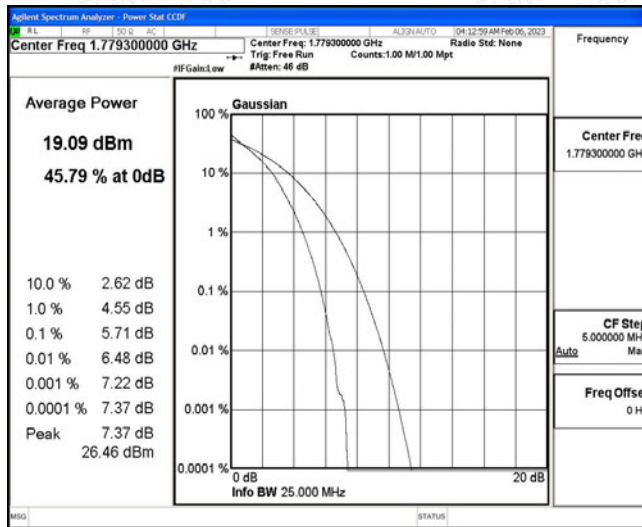 Agilent Spectrum Analyzer - Power Stat CCDF
RL RF 50 Ω AC SENSE:PULSE ALIGNAUTO 04:12:59 AM Feb 06, 2023
Center Freq 1.779300000 GHz
Center Freq: 1.779300000 GHz Radio Std: None
Trig: Free Run Counts:1.00 M/1.00 Mpt
#IFGain:Low #Atten: 46 dB
Frequency
Average Power
19.09 dBm
45.79 % at 0dB
10.0 % 2.62 dB
1.0 % 4.55 dB
0.1 % 5.71 dB
0.01 % 6.48 dB
0.001 % 7.22 dB
0.0001 % 7.37 dB
Peak 7.37 dB
26.46 dBm
Gaussian
100 %
10 %
1 %
0.1 %
0.01 %
0.001 %
0.0001 %
0 dB 20 dB
Info BW 25.000 MHz
Center Fre
1.779300000 GH
CF Step
5.000000 MH
Auto Ma
Freq Offse
0 H
MSG STATUS